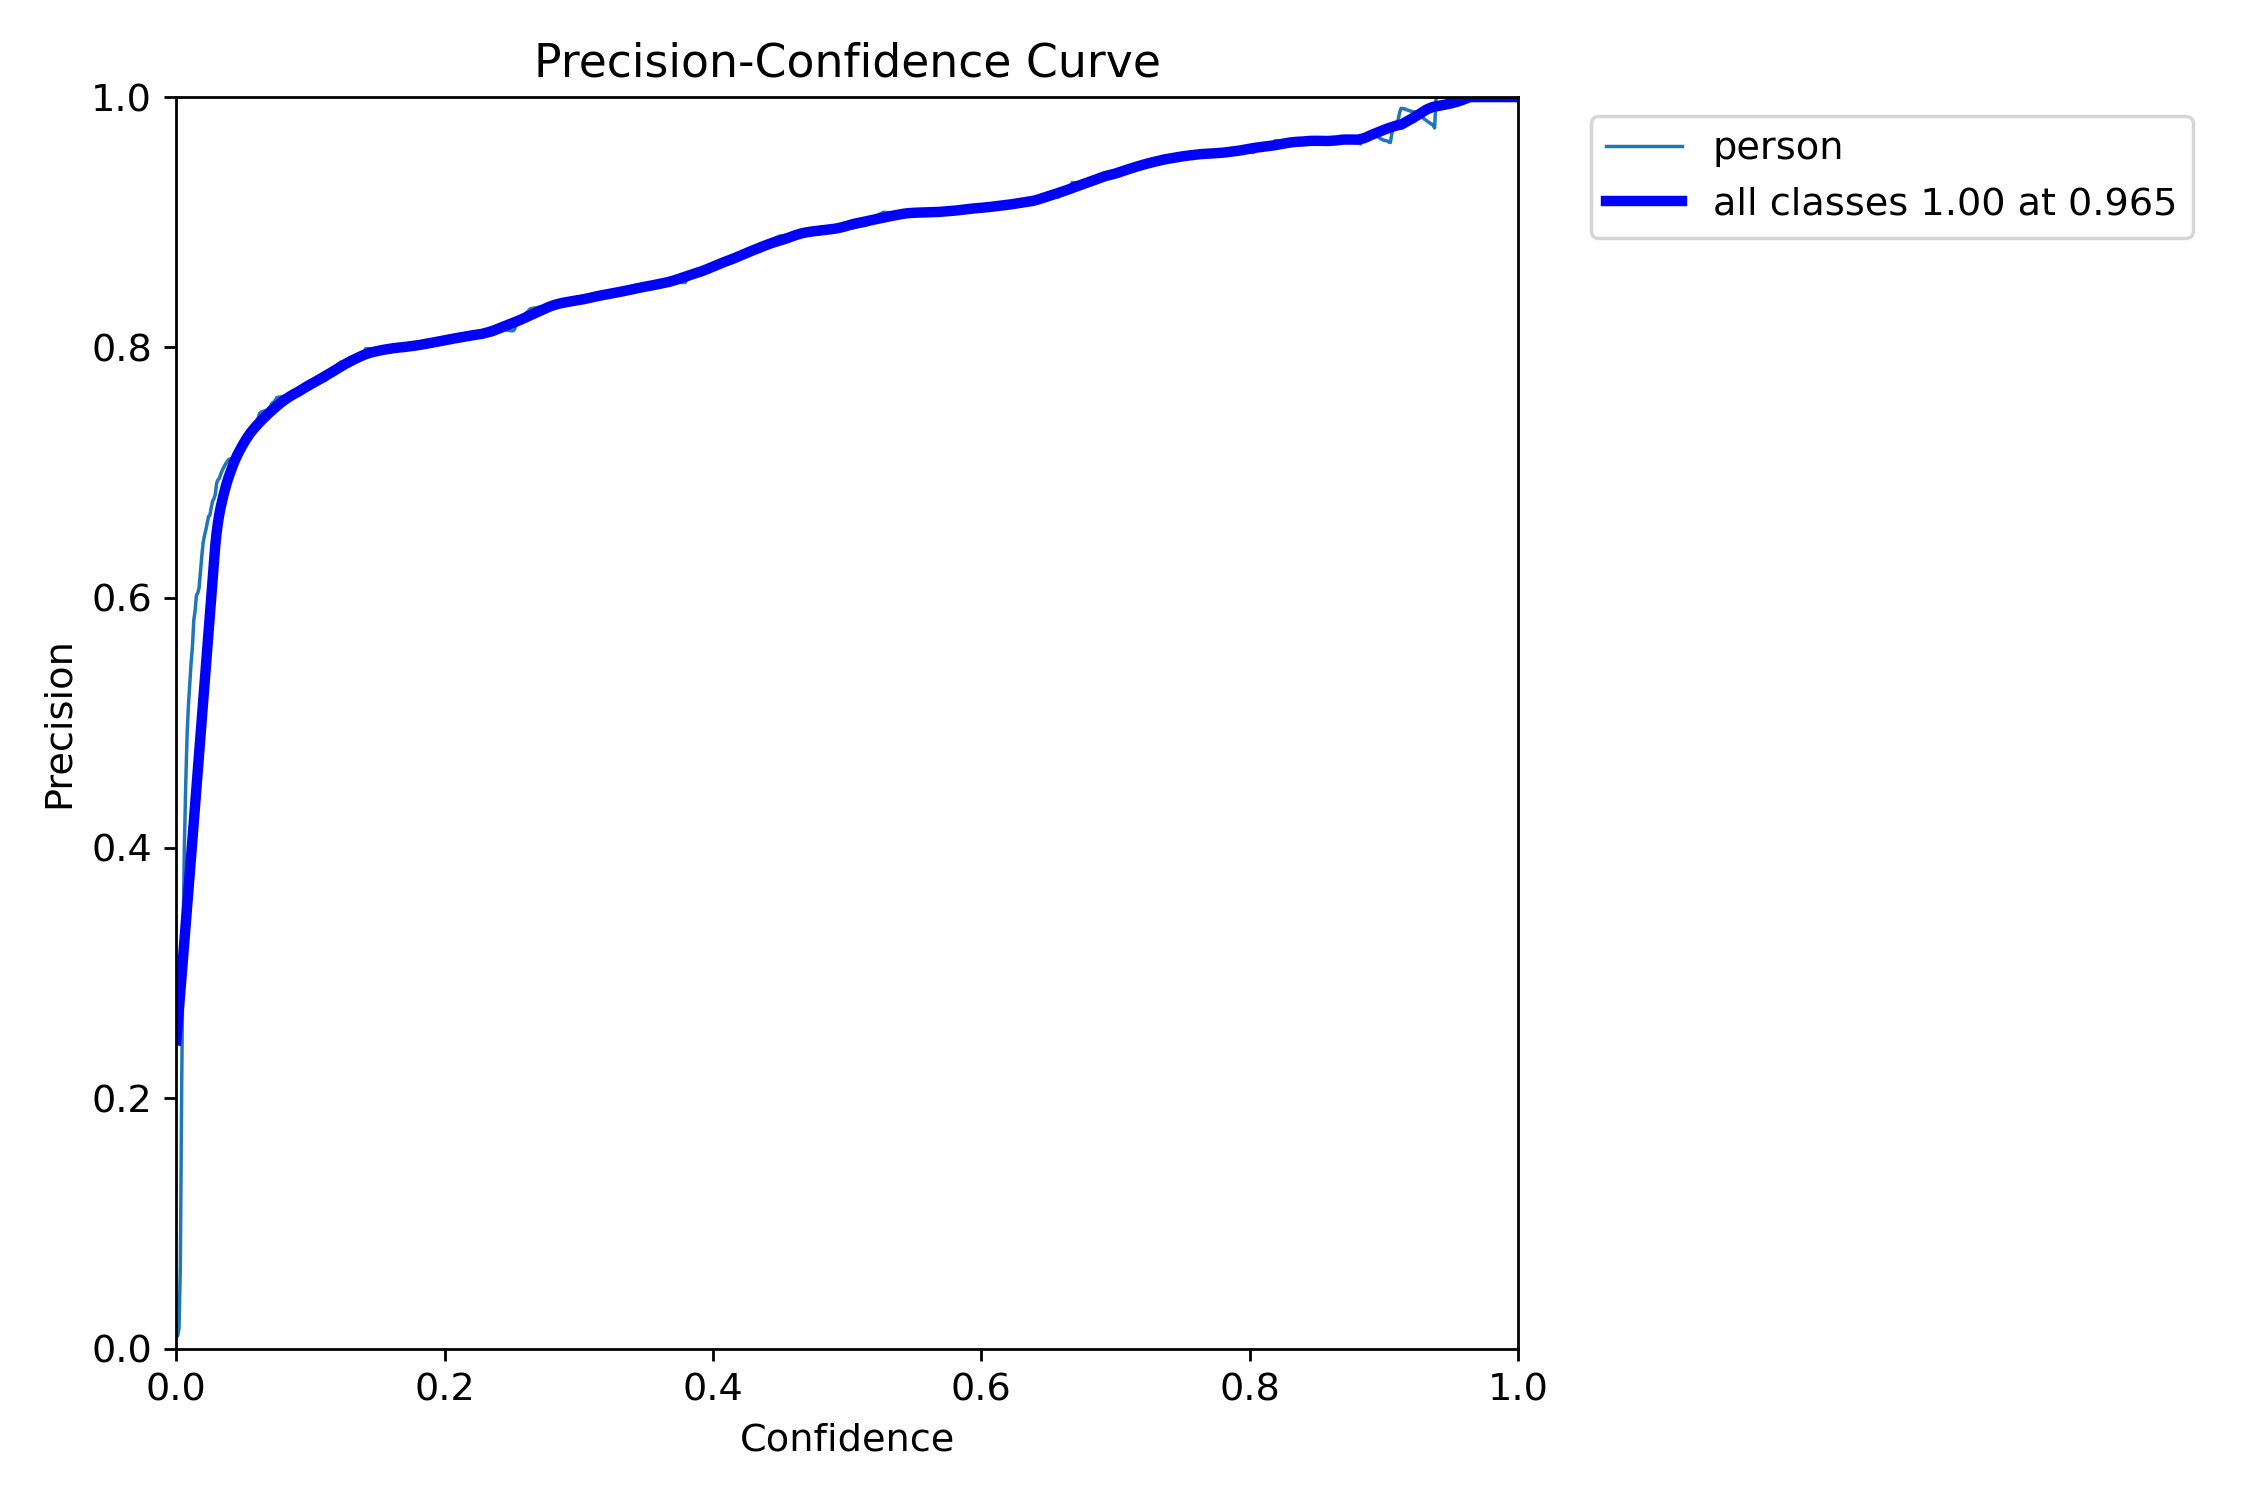 Precision-Confidence Curve
1.0
0.8
0.6
0.4
0.2
0.0
Precision
0.0 0.2 0.4 0.6 0.8 1.0
Confidence
person
all classes 1.00 at 0.965